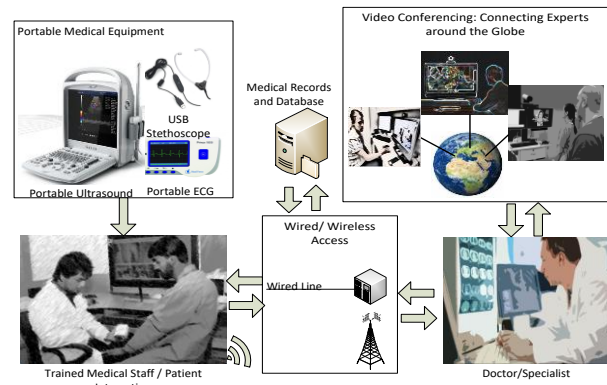 Portable Medical Equipment
USB
Stethoscope
Portable Ultrasound
Portable ECG
Medical Records
and Database
Video Conferencing: Connecting Experts
around the Globe
Wired/ Wireless
Access
Wired Line
Trained Medical Staff / Patient
Doctor/Specialist